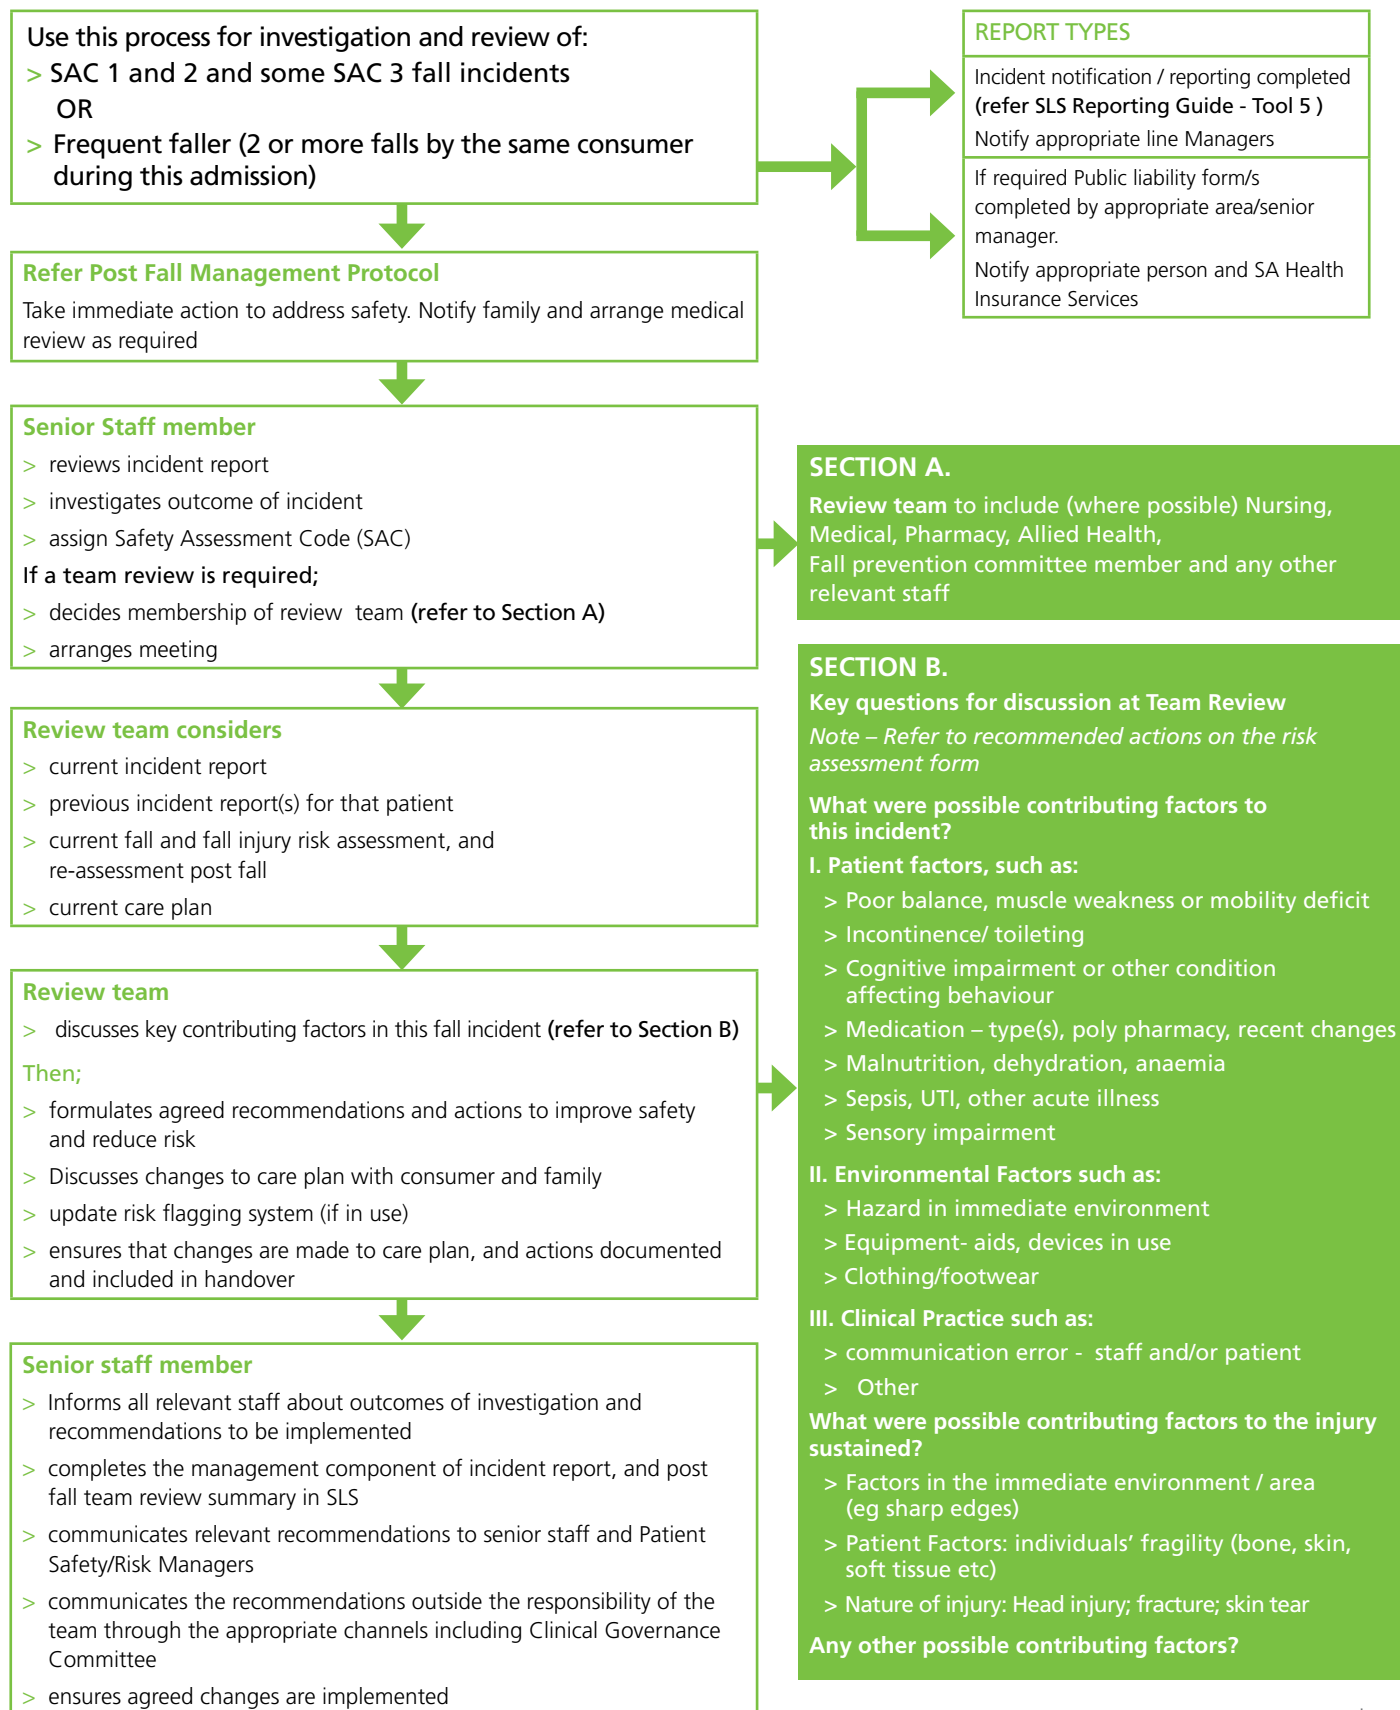 Use this process for investigation and review of:
> SAC 1 and 2 and some SAC 3 fall incidents
OR
> Frequent faller (2 or more falls by the same consumer
during this admission)
REPORT TYPES
Incident notification / reporting completed
(refer SLS Reporting Guide - Tool 5 )
Notify appropriate line Managers
If required Public liability form/s
completed by appropriate area/senior
manager.
Notify appropriate person and SA Health
Insurance Services
Refer Post Fall Management Protocol
Take immediate action to address safety. Notify family and arrange medical
review as required
Senior Staff member
> reviews incident report
> investigates outcome of incident
> assign Safety Assessment Code (SAC)
If a team review is required;
> decides membership of review team (refer to Section A)
> arranges meeting
SECTION A.
Review team to include (where possible) Nursing,
Medical, Pharmacy, Allied Health,
Fall prevention committee member and any other
relevant staff
Review team considers
> current incident report
> previous incident report(s) for that patient
> current fall and fall injury risk assessment, and
re-assessment post fall
> current care plan
Review team
> discusses key contributing factors in this fall incident (refer to Section B)
Then;
> formulates agreed recommendations and actions to improve safety
and reduce risk
> Discusses changes to care plan with consumer and family
> update risk flagging system (if in use)
> ensures that changes are made to care plan, and actions documented
and included in handover
Senior staff member
> Informs all relevant staff about outcomes of investigation and
recommendations to be implemented
> completes the management component of incident report, and post
fall team review summary in SLS
> communicates relevant recommendations to senior staff and Patient
Safety/Risk Managers
> communicates the recommendations outside the responsibility of the
team through the appropriate channels including Clinical Governance
Committee
> ensures agreed changes are implemented
SECTION B.
Key questions for discussion at Team Review
Note – Refer to recommended actions on the risk
assessment form
What were possible contributing factors to
this incident?
I. Patient factors, such as:
> Poor balance, muscle weakness or mobility deficit
> Incontinence/ toileting
> Cognitive impairment or other condition
affecting behaviour
> Medication – type(s), poly pharmacy, recent changes
> Malnutrition, dehydration, anaemia
> Sepsis, UTI, other acute illness
> Sensory impairment
II. Environmental Factors such as:
> Hazard in immediate environment
> Equipment- aids, devices in use
> Clothing/footwear
III. Clinical Practice such as:
> communication error - staff and/or patient
> Other
What were possible contributing factors to the injury
sustained?
> Factors in the immediate environment / area
(eg sharp edges)
> Patient Factors: individuals’ fragility (bone, skin,
soft tissue etc)
> Nature of injury: Head injury; fracture; skin tear
Any other possible contributing factors?